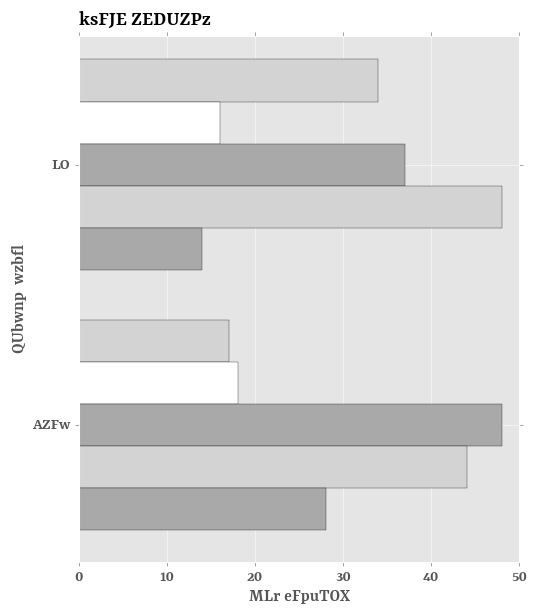 ksFJE ZEDUZPz
LO
AZFw
QUbwnp wzbfl
0 10 20 30 40 50
MLr eFpuTOX